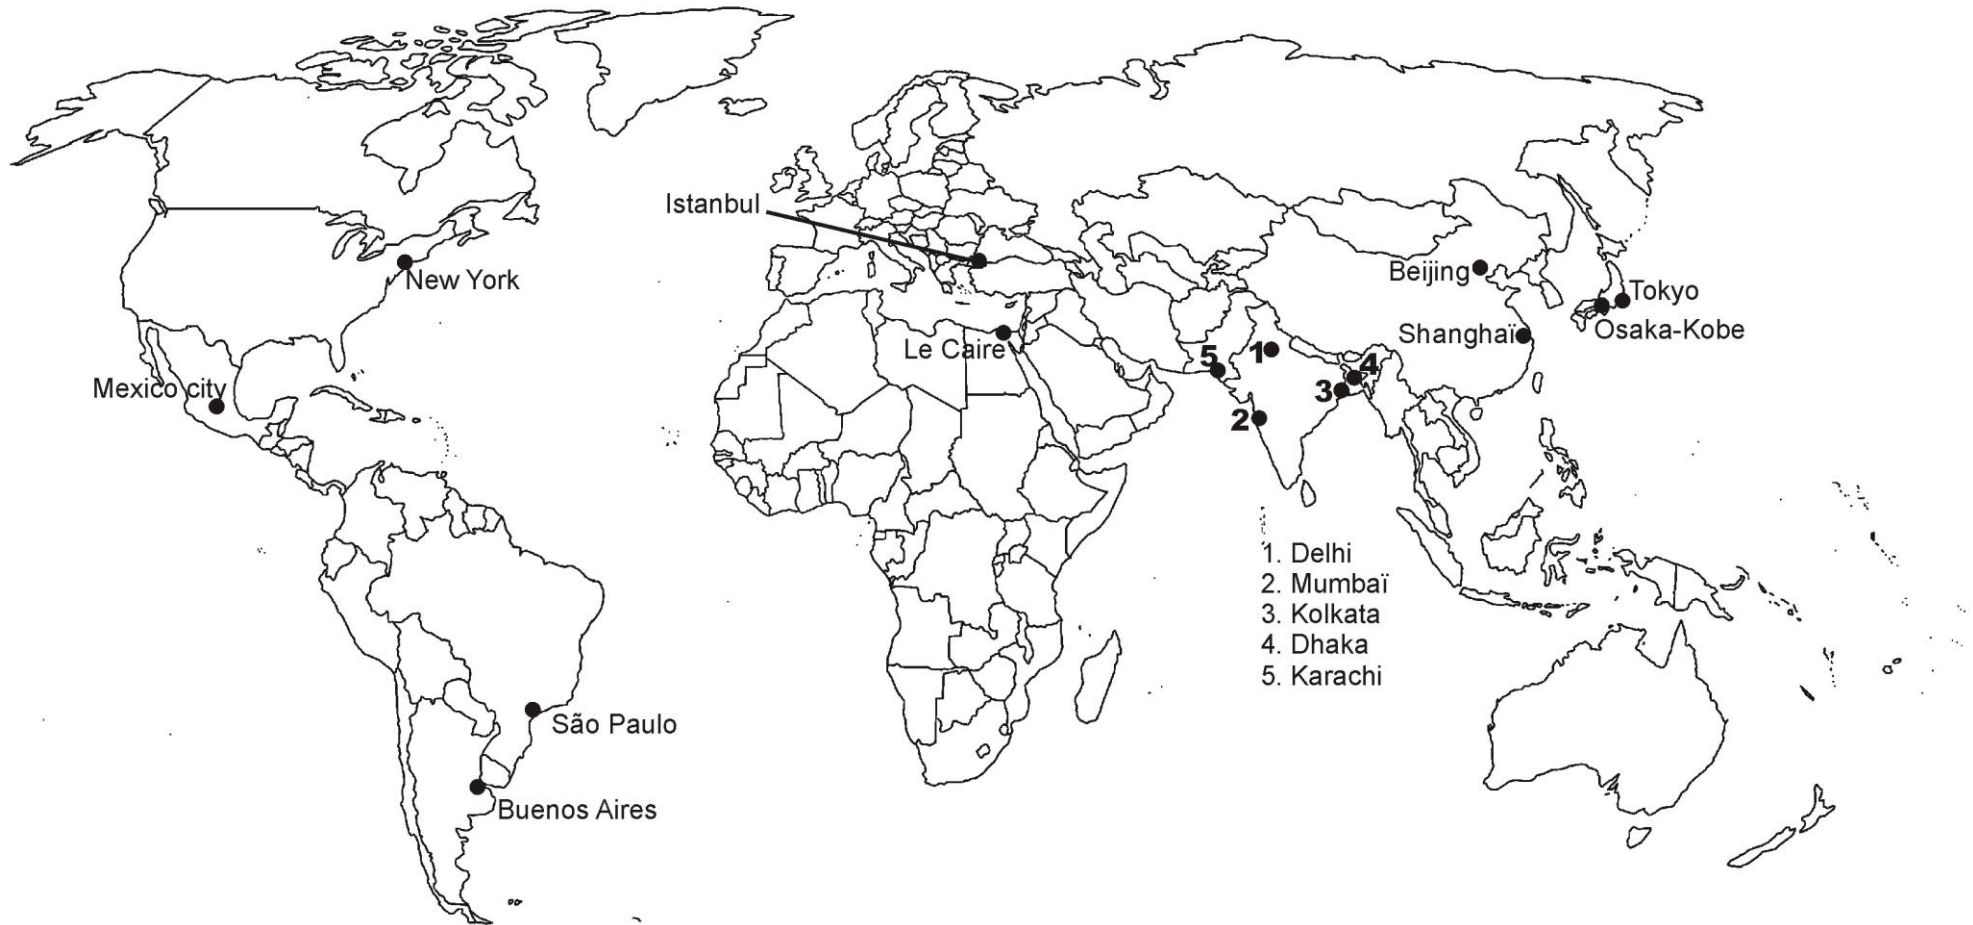 Istanbul
New York
Beijing
Tokyo
Osaka-Kobe
Shanghaï
Le Caire
Mexico city
1
5
4
3
2
1. Delhi
2. Mumbaï
3. Kolkata
4. Dhaka
5. Karachi
São Paulo
Buenos Aires